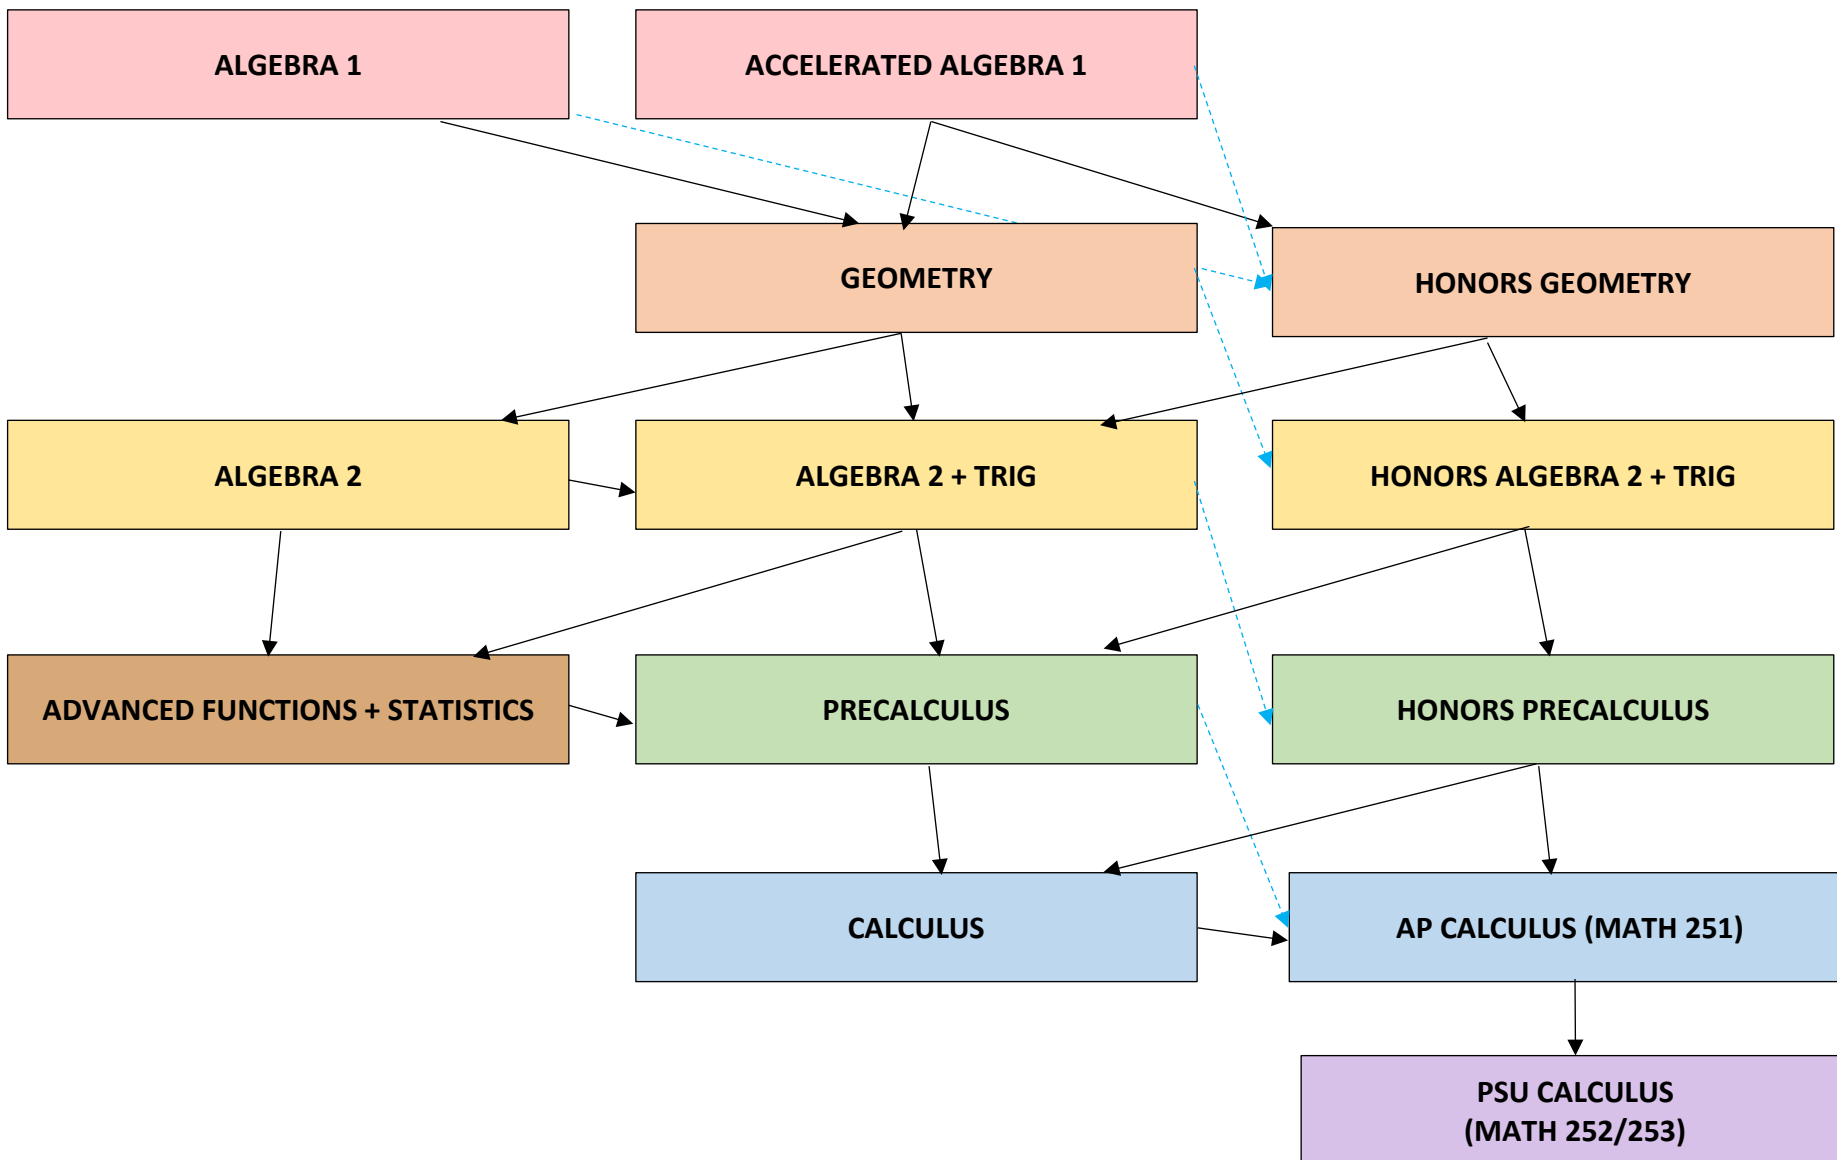 ALGEBRA 1
ACCELERATED ALGEBRA 1
GEOMETRY
HONORS GEOMETRY
ALGEBRA 2
ALGEBRA 2 + TRIG
HONORS ALGEBRA 2 + TRIG
ADVANCED FUNCTIONS + STATISTICS
PRECALCULUS
HONORS PRECALCULUS
CALCULUS
AP CALCULUS (MATH 251)
PSU CALCULUS
(MATH 252/253)